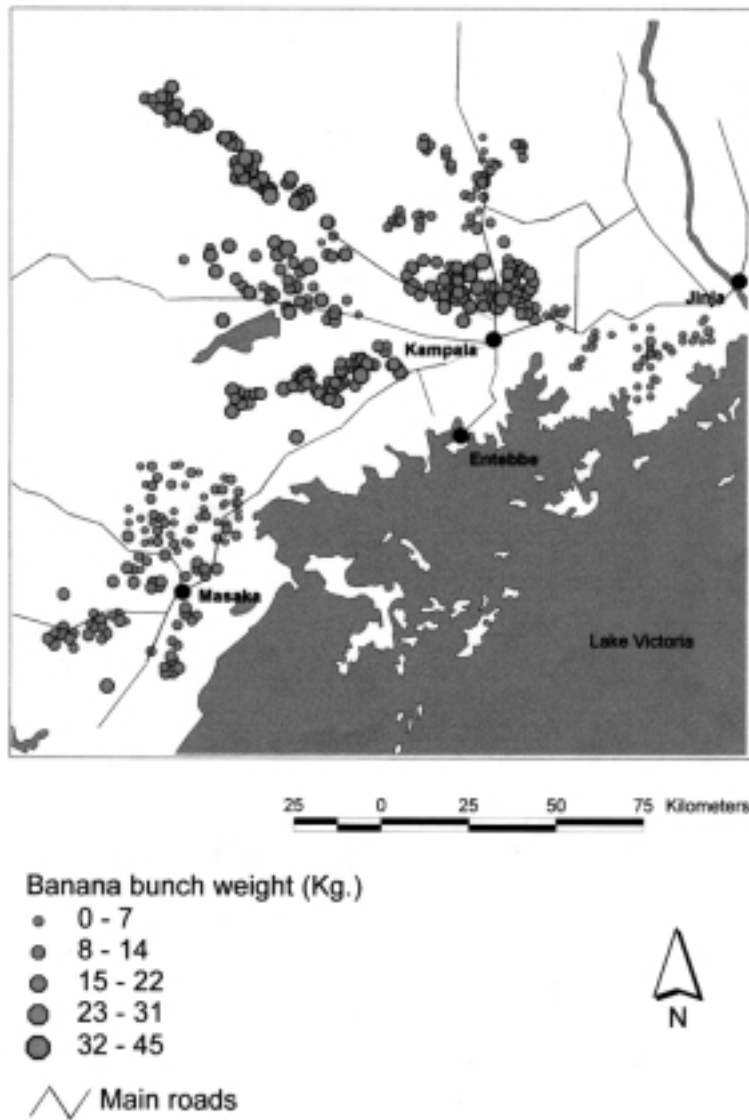 Jinja
Kampala
Entebbe
Masaka
Lake Victoria
25 0 25 50 75 Kilometers
Banana bunch weight (Kg.)
0 - 7
8 - 14
15 - 22
23 - 31
32 - 45
N
Main roads